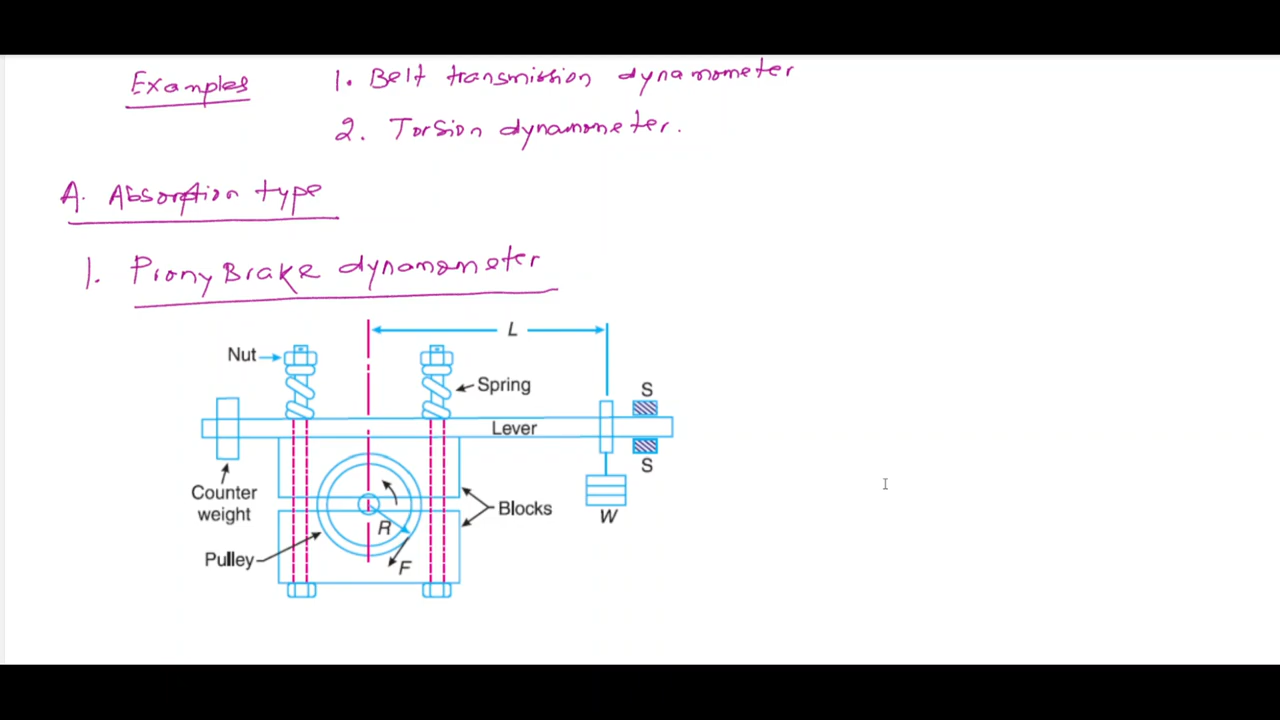 Examples 1. Belt transmission dynamometer
2. Torsion dynamometer.
A. Absorption type
1. Prony Brake dynamometer
L
Nut
Spring
S
Lever
S
Counter
weight
Blocks
R
W
Pulley
F